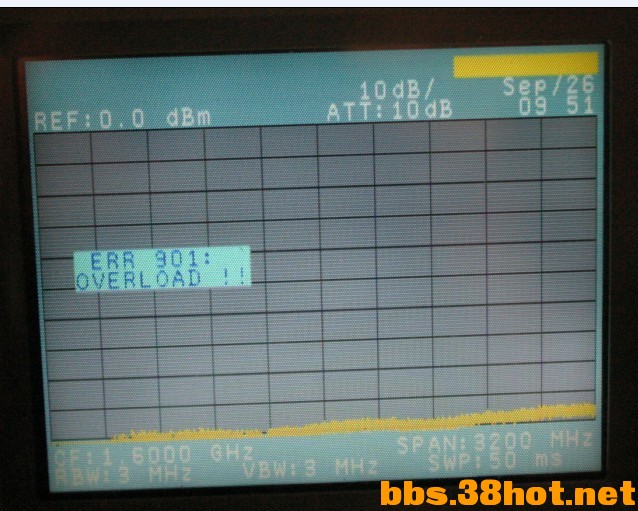 10dB/ Sep/26
REF:0.0 dBm ATT:10dB 09 51
ERR 901:
OVERLOAD !!
CF:1.6000 GHz SPAN:3200 MHz
RBW:3 MHz VBW:3 MHz SWP:50 ms
bbs.38hot.net